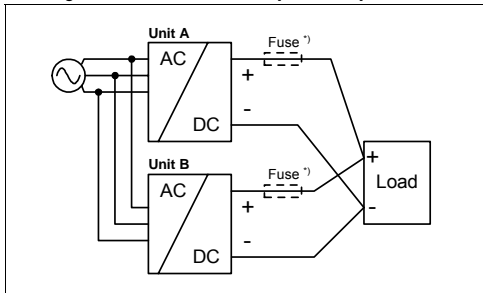 Unit A
AC
Fuse *)
+
-
DC
Unit B
AC
Fuse *)
+
-
DC
+
Load
-